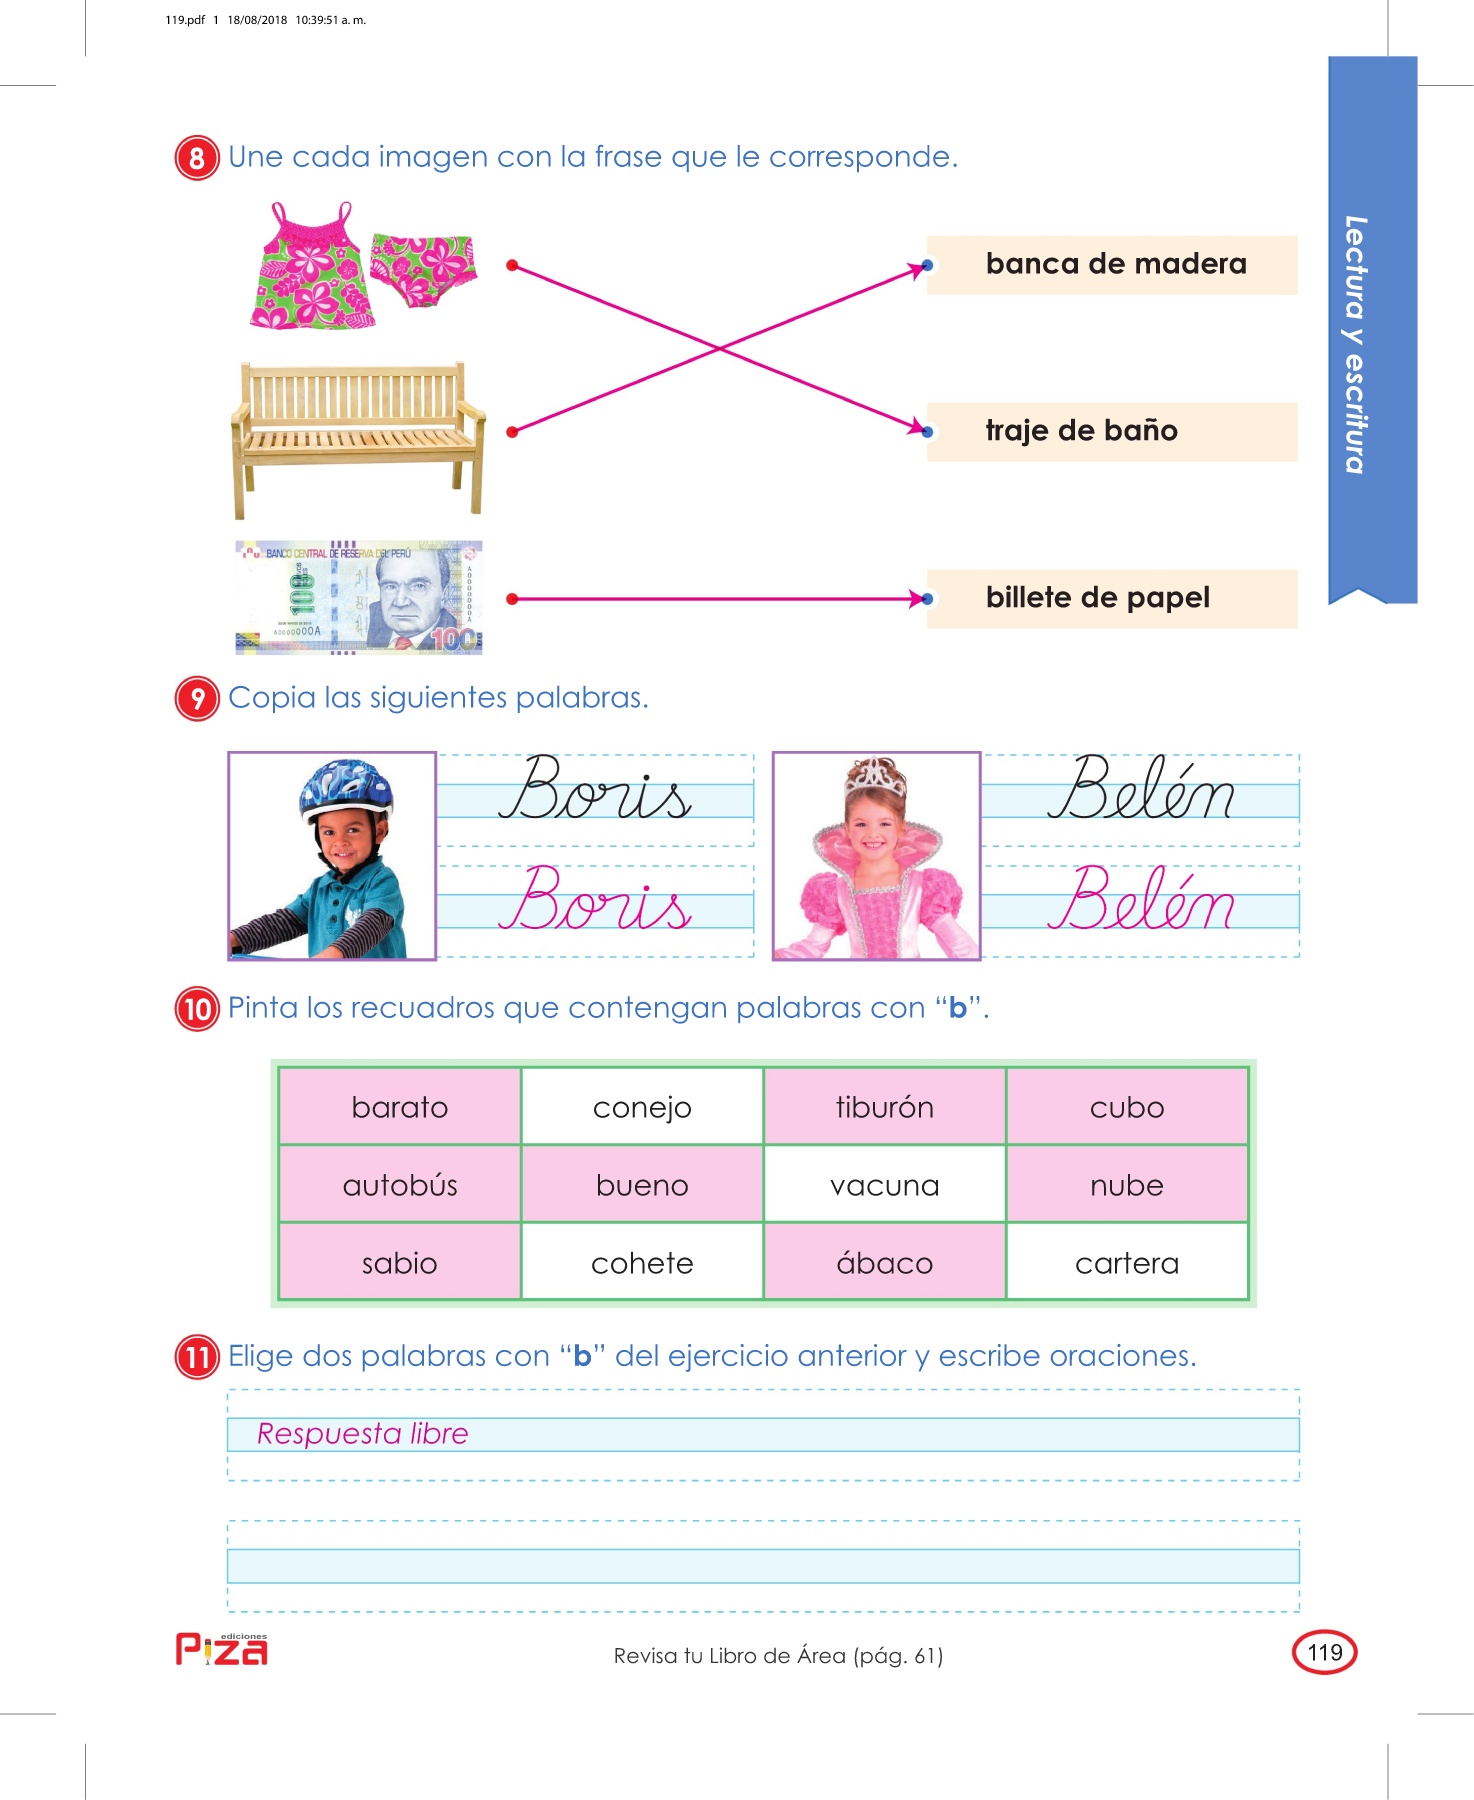 119.pdf 1 18/08/2018 10:39:51 a. m.
Lectura y escritura
8 Une cada imagen con la frase que le corresponde.
banca de madera
traje de baño
BANCO CENTRAL DE RESERVA DEL PERÚ
100
A0000000A
100
billete de papel
9 Copia las siguientes palabras.
Boris Belén
Boris Belén
10 Pinta los recuadros que contengan palabras con “b”.
barato conejo tiburón cubo
autobús bueno vacuna nube
sabio cohete ábaco cartera
11 Elige dos palabras con “b” del ejercicio anterior y escribe oraciones.
Respuesta libre
ediciones
Piza
Revisa tu Libro de Área (pág. 61)
119